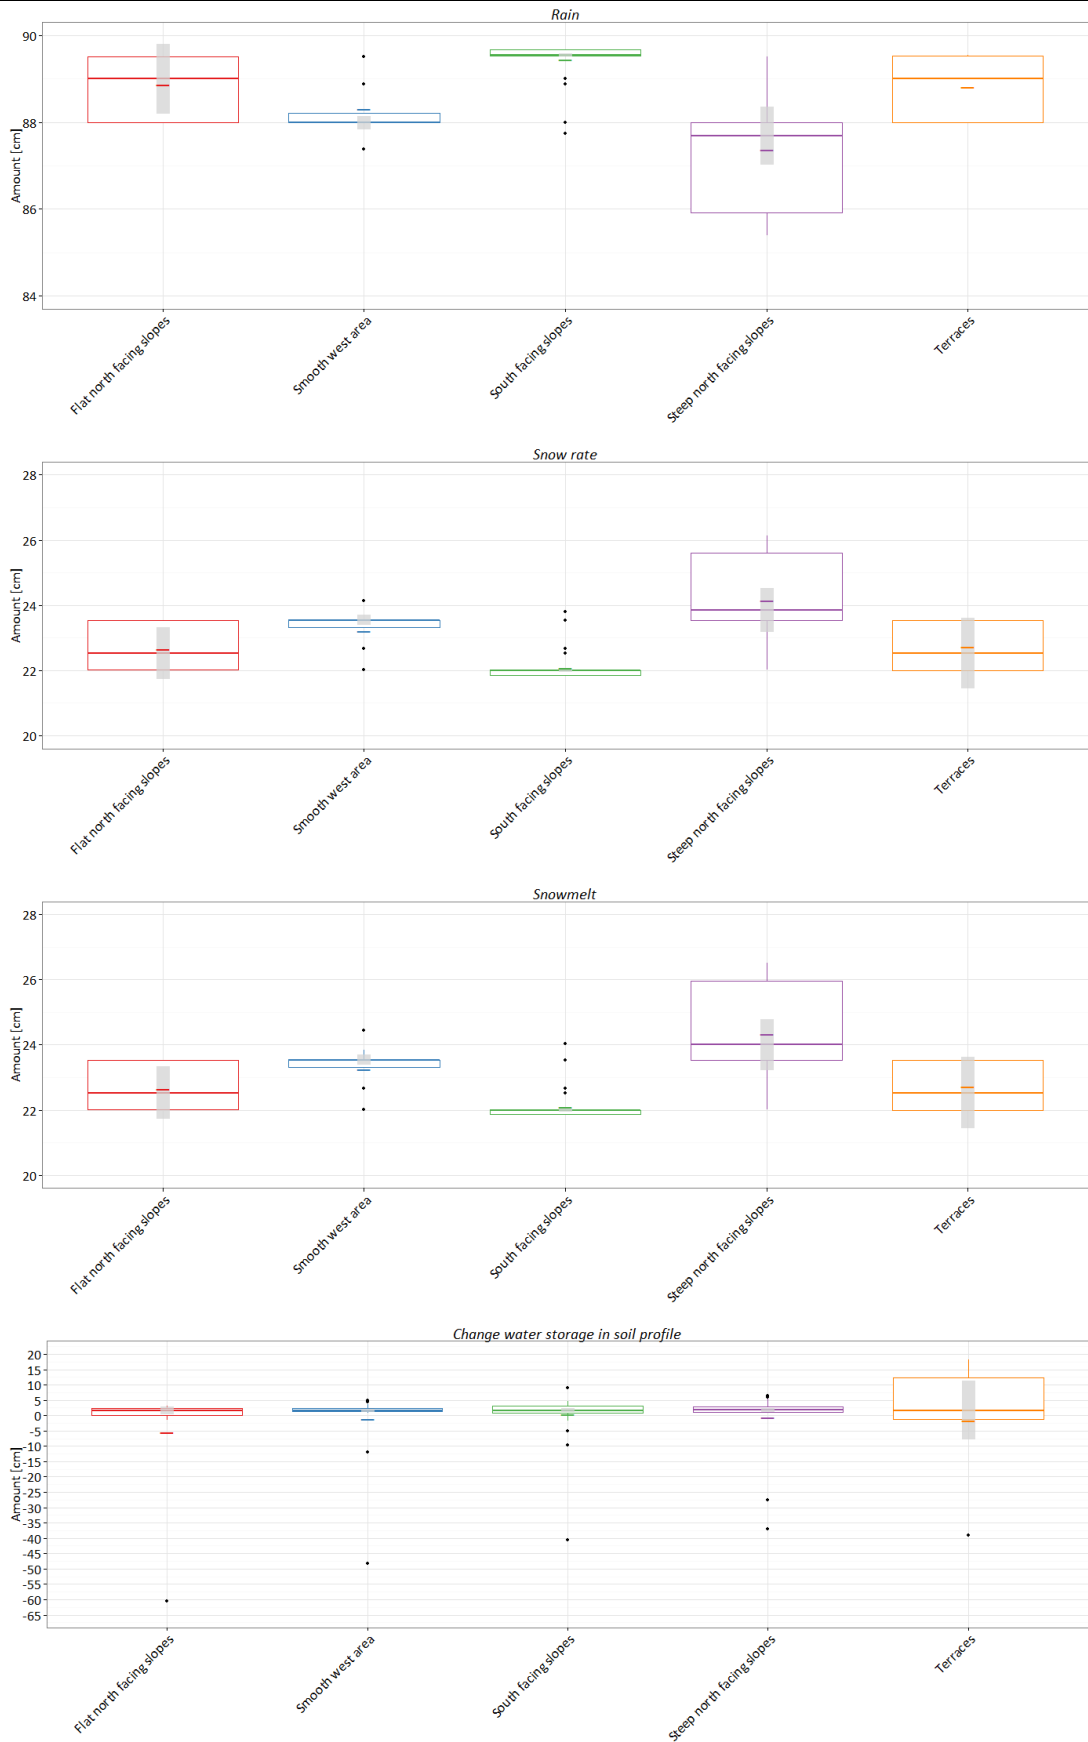 Rain
90
88
86
84
Amount [cm]
Flat north facing slopes
Smooth west area
South facing slopes
Steep north facing slopes
Terraces
Snow rate
28
26
24
22
20
Amount [cm]
Flat north facing slopes
Smooth west area
South facing slopes
Steep north facing slopes
Terraces
Snowmelt
28
26
24
22
20
Amount [cm]
Flat north facing slopes
Smooth west area
South facing slopes
Steep north facing slopes
Terraces
Change water storage in soil profile
20
15
10
5
0
-5
-10
-15
-20
-25
-30
-35
-40
-45
-50
-55
-60
-65
Amount [cm]
Flat north facing slopes
Smooth west area
South facing slopes
Steep north facing slopes
Terraces